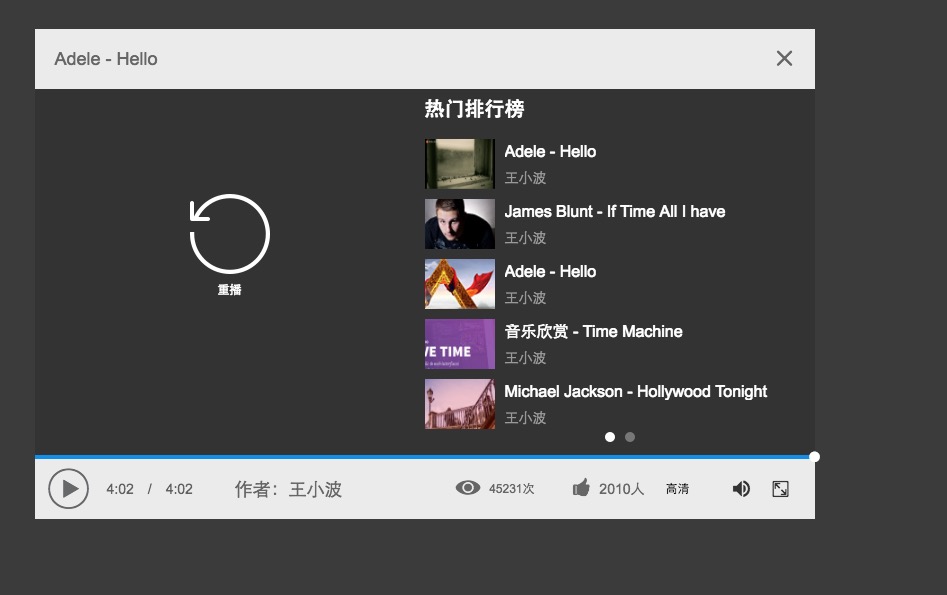 Adele - Hello
热门排行榜
Adele - Hello
王小波
James Blunt - If Time All I have
王小波
重播
Adele - Hello
王小波
音乐欣赏 - Time Machine
VE TIME
王小波
Michael Jackson - Hollywood Tonight
王小波
4:02 / 4:02 作者：王小波 45231次 2010人 高清